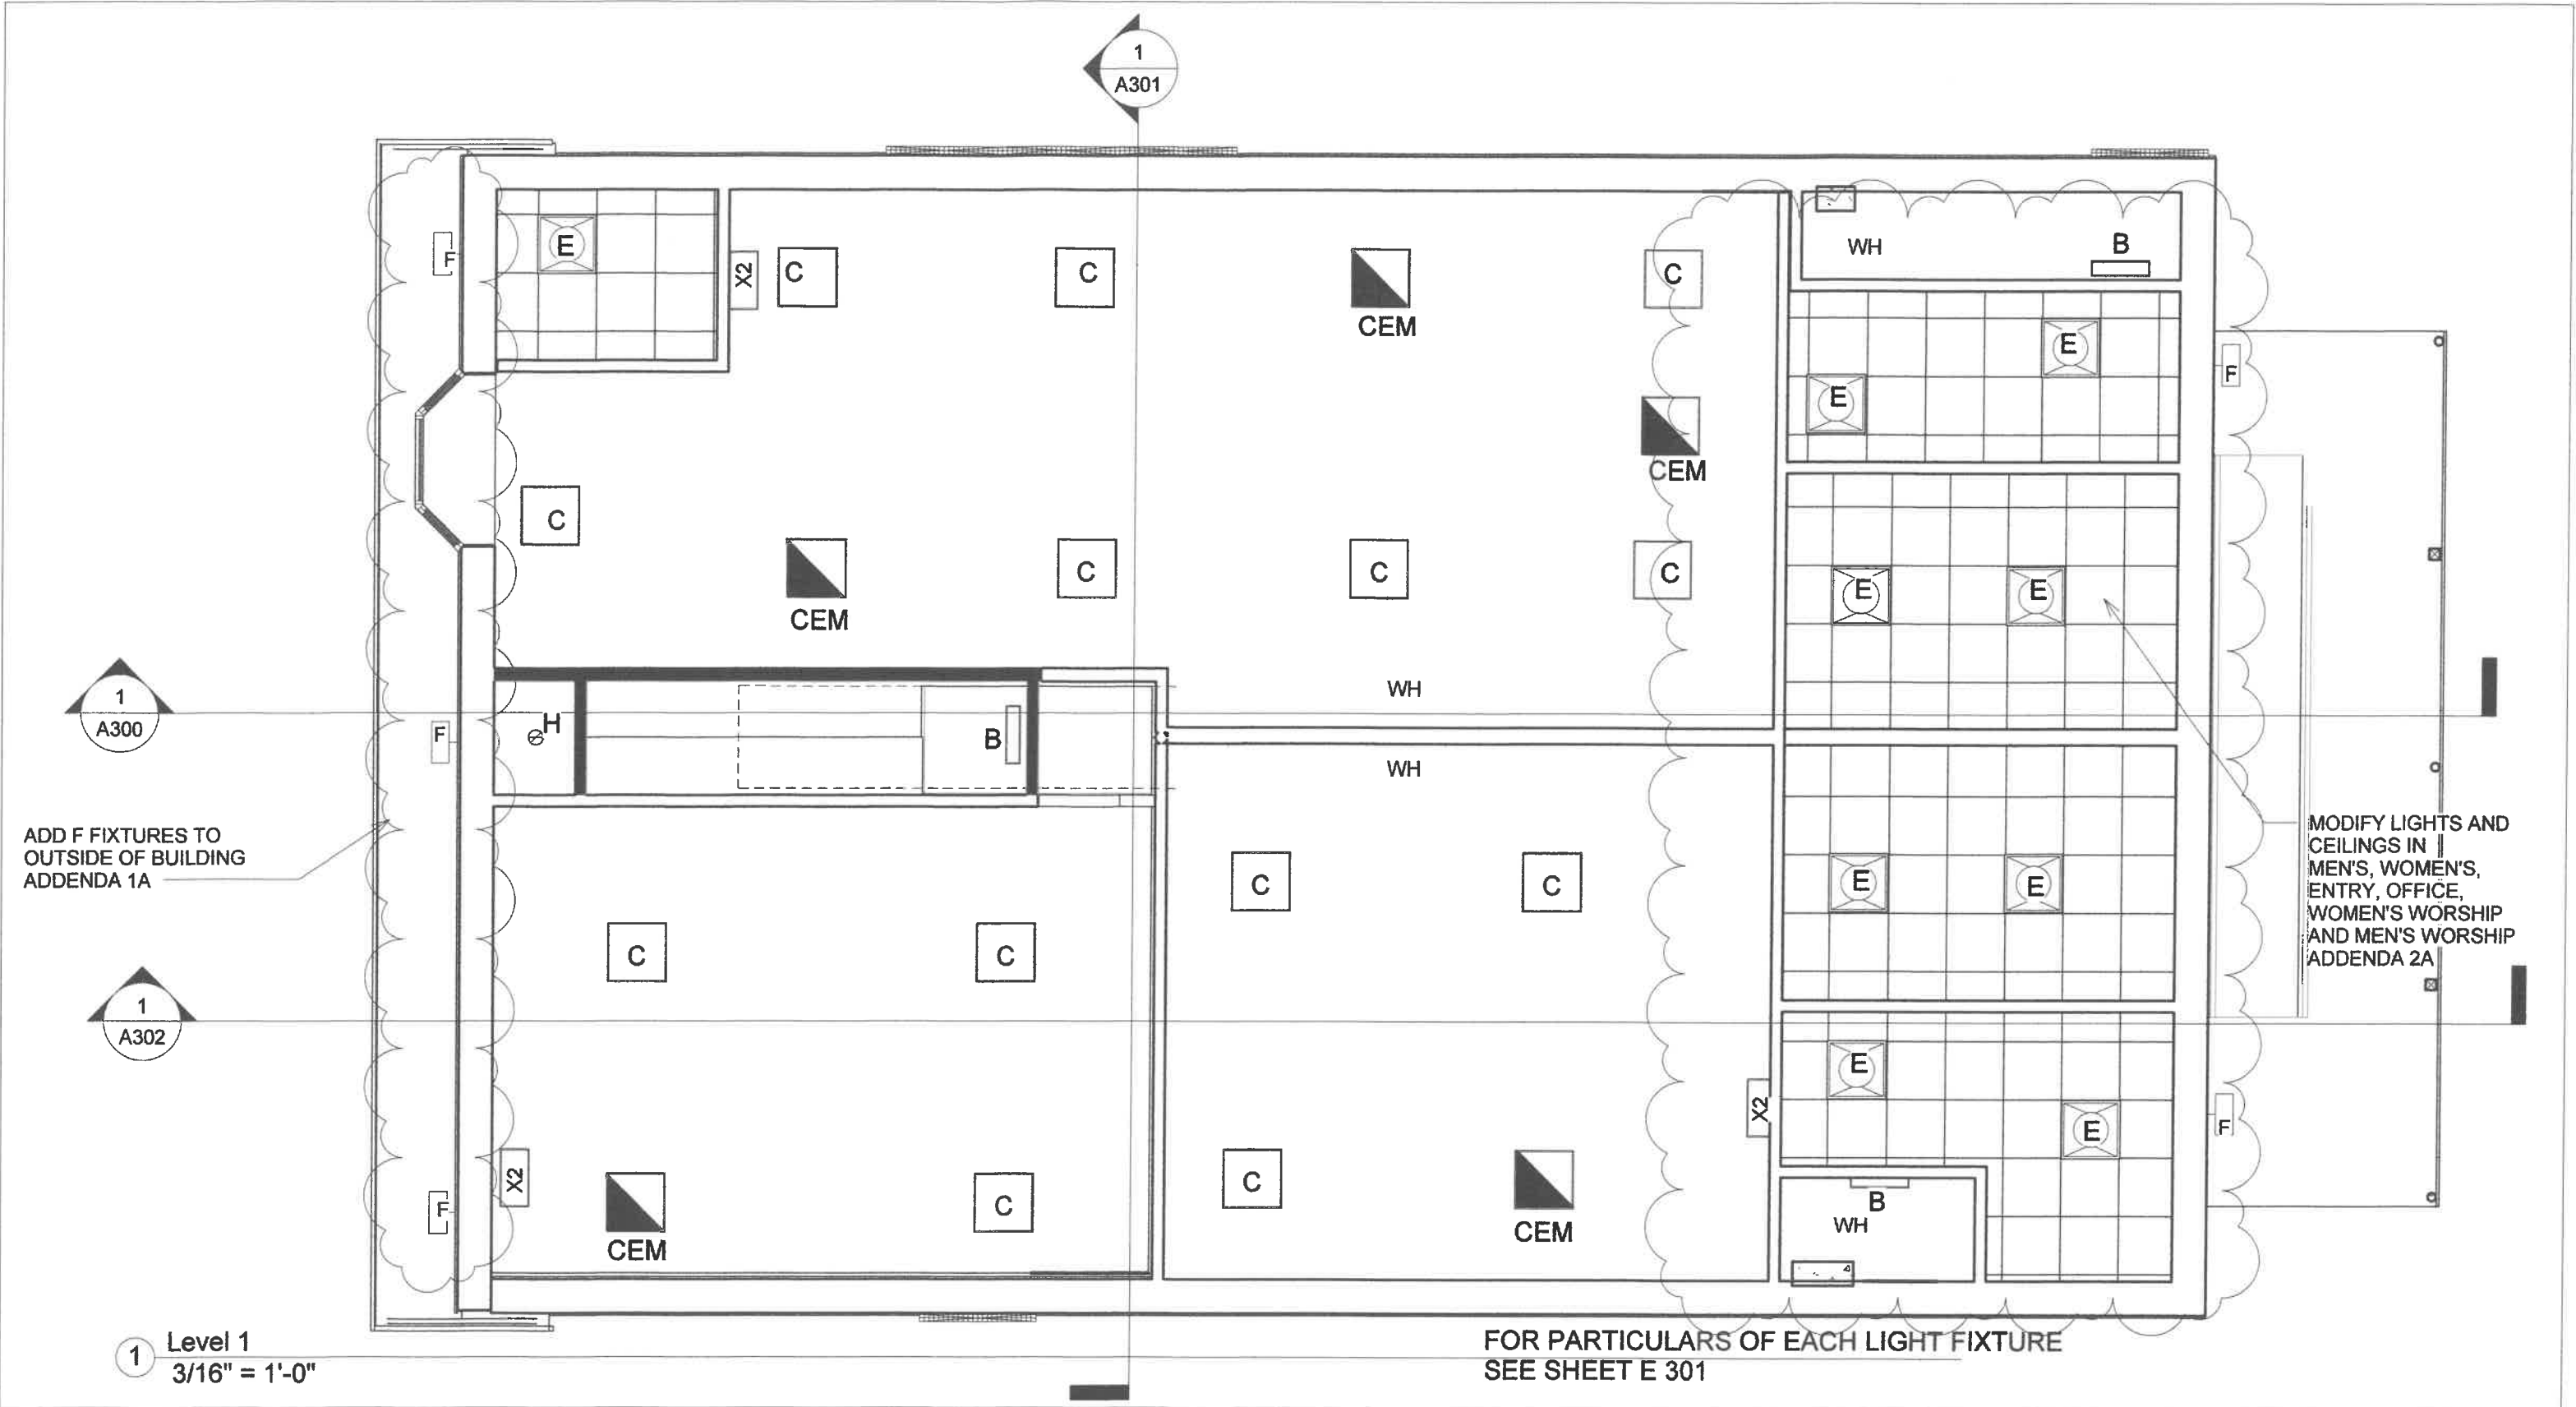 1
A301
F
E
X2
C
C
CEM
C
WH
B
E
E
F
CEM
C
CEM
C
C
C
E
E
WH
1
A300
F
H
B
WH
ADD F FIXTURES TO
OUTSIDE OF BUILDING
ADDENDA 1A
MODIFY LIGHTS AND
CEILINGS IN
MEN'S, WOMEN'S,
ENTRY, OFFICE,
WOMEN'S WORSHIP
AND MEN'S WORSHIP
ADDENDA 2A
C
C
E
E
C
C
1
A302
E
X2
E
F
X2
F
CEM
C
C
CEM
B
WH
1
Level 1
3/16" = 1'-0"
FOR PARTICULARS OF EACH LIGHT FIXTURE
SEE SHEET E 301